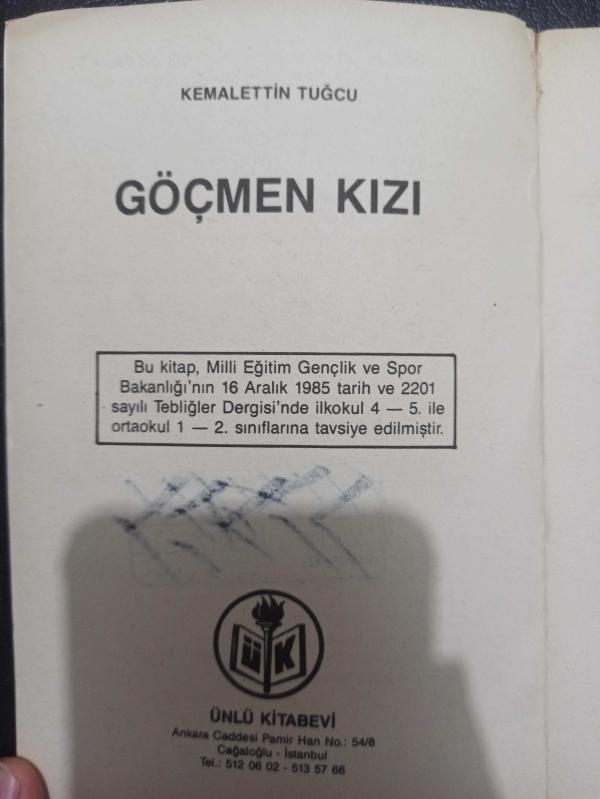 KEMALETTİN TUĞCU
GÖÇMEN KIZI
Bu kitap, Milli Eğitim Gençlik ve Spor
Bakanlığı'nın 16 Aralık 1985 tarih ve 2201
sayılı Tebliğler Dergisi'nde ilkokul 4 — 5. ile
ortaokul 1 — 2. sınıflarına tavsiye edilmiştir.
ÜK
ÜNLÜ KİTABEVİ
Ankara Caddesi Pamir Han No.: 54/8
Cağaloğlu - İstanbul
Tel.: 512 06 02 - 513 57 66